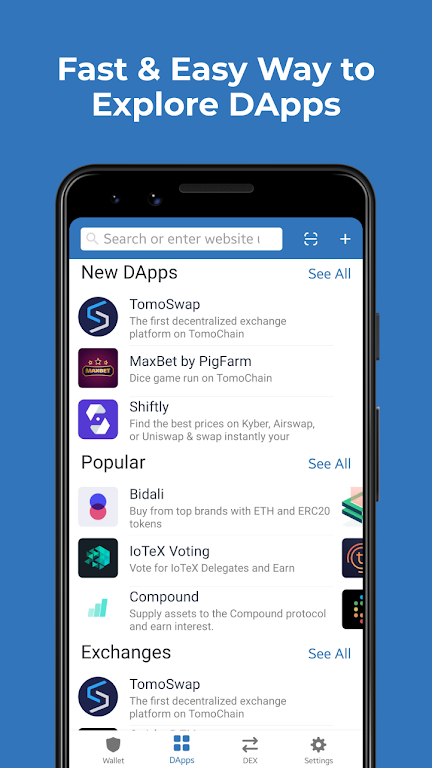 Fast & Easy Way to
Explore DApps
Search or enter website
New DApps
See All
TomoSwap
The first decentralized exchange
platform on TomoChain
MAXBET
MaxBet by PigFarm
Dice game run on TomoChain
Shiftly
Find the best prices on Kyber, Airswap,
or Uniswap & swap instantly your
Popular
See All
Bidali
Buy from top brands with ETH and ERC20
tokens
IoTeX Voting
Vote for IoTeX Delegates and Earn
Compound
Supply assets to the Compound protocol
and earn interest.
Exchanges
See All
TomoSwap
The first decentralized exchange
platform on TomoChain
Wallet
DApps
DEX
Settings